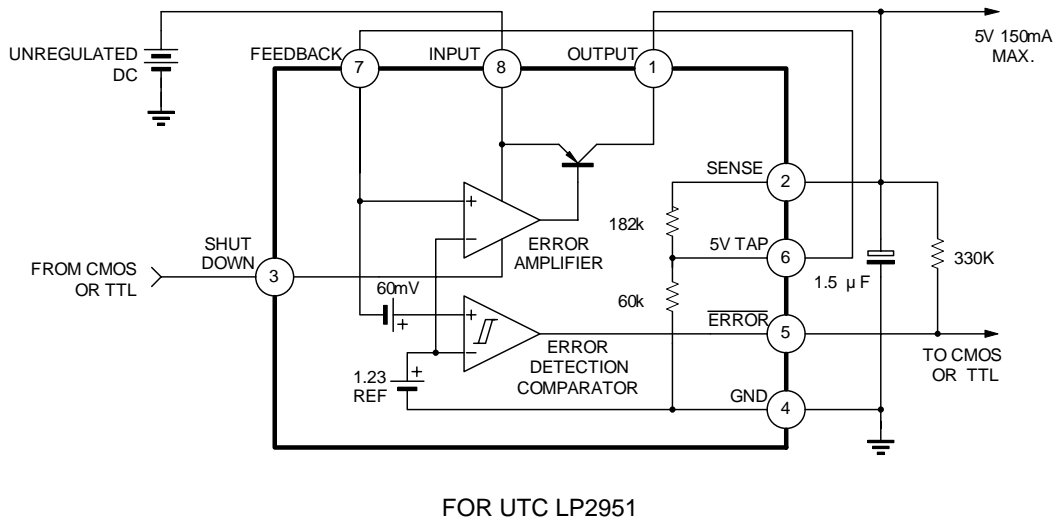 UNREGULATED
DC
FEEDBACK
7
INPUT
8
OUTPUT
1
5V 150mA
MAX.
SENSE
2
182k
+
-
ERROR
AMPLIFIER
5V TAP
6
330K
1.5 µF
SHUT
DOWN
3
FROM CMOS
OR TTL
60mV
+
60k
+
-
ERROR
5
ERROR
DETECTION
COMPARATOR
TO CMOS
OR TTL
1.23
REF
+
GND
4
FOR UTC LP2951